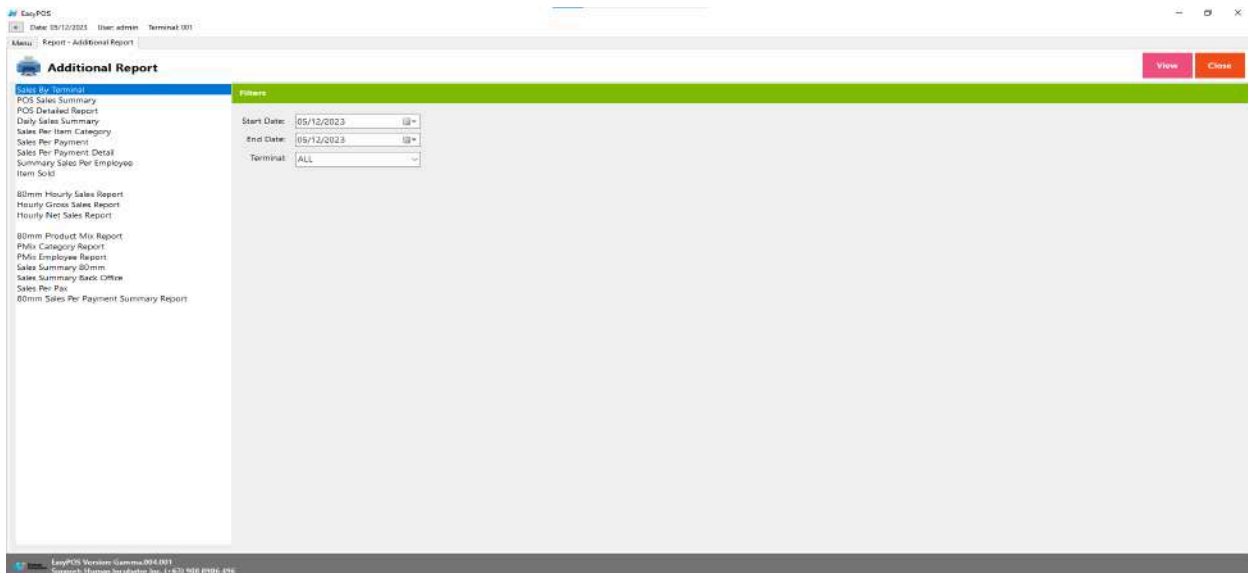 EasyPOS
Date: 05/12/2023 User: admin Terminal: 001
Menu Report - Additional Report
Additional Report
View Close
Sales By Terminal
POS Sales Summary
POS Detailed Report
Daily Sales Summary
Sales Per Item Category
Sales Per Payment
Sales Per Payment Detail
Summary Sales Per Employee
Item Sold
80mm Hourly Sales Report
Hourly Gross Sales Report
Hourly Net Sales Report
80mm Product Mix Report
PMix Category Report
PMix Employee Report
Sales Summary 80mm
Sales Summary Back Office
Sales Per Pax
80mm Sales Per Payment Summary Report
Filters
Start Date: 05/12/2023
End Date: 05/12/2023
Terminal: ALL
EasyPOS Version: Gamma.004.001
Support: Human Incubator Inc. (+63)